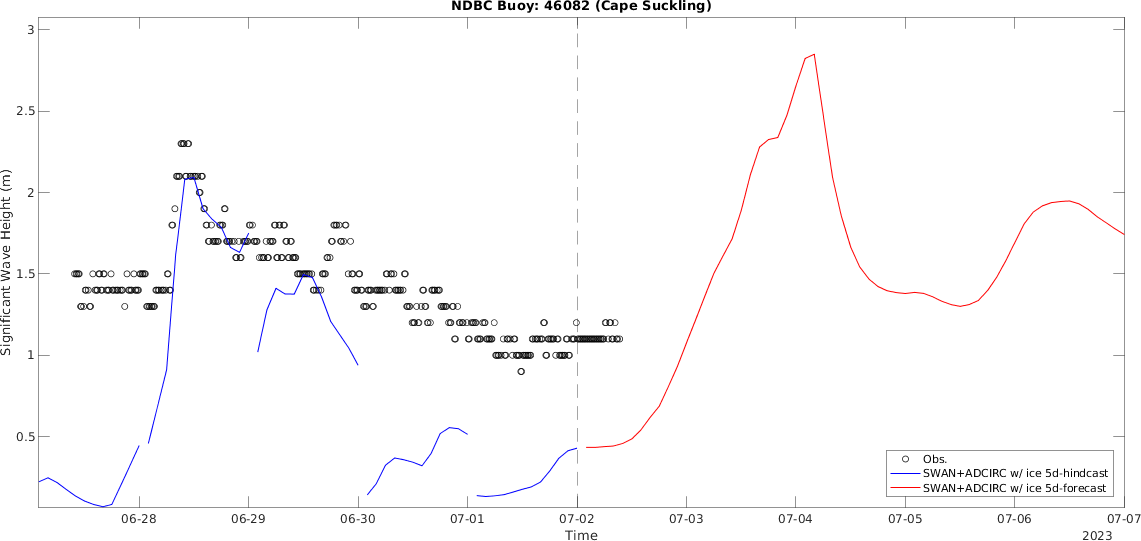 NDBC Buoy: 46082 (Cape Suckling)
3
2.5
2
1.5
1
0.5
Significant Wave Height (m)
Obs.
SWAN+ADCIRC w/ ice 5d-hindcast
SWAN+ADCIRC w/ ice 5d-forecast
06-28 06-29 06-30 07-01 07-02 07-03 07-04 07-05 07-06 07-07
Time
2023